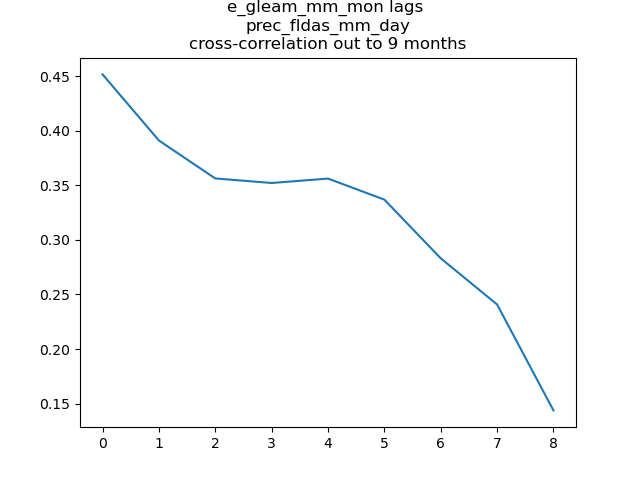 e_gleam_mm_mon lags
prec_fldas_mm_day
cross-correlation out to 9 months
0.45
0.40
0.35
0.30
0.25
0.20
0.15
0 1 2 3 4 5 6 7 8